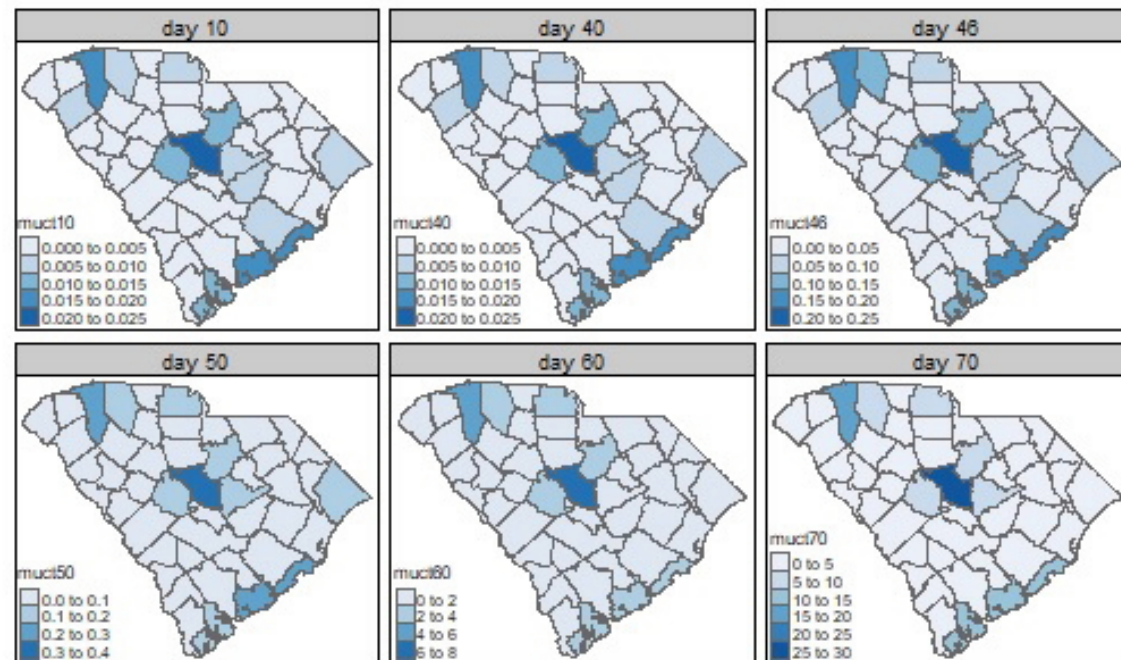 day 10
day 40
day 46
muct10
0.000 to 0.005
0.005 to 0.010
0.010 to 0.015
0.015 to 0.020
0.020 to 0.025
muct40
0.000 to 0.005
0.005 to 0.010
0.010 to 0.015
0.015 to 0.020
0.020 to 0.025
muct46
0.00 to 0.05
0.05 to 0.10
0.10 to 0.15
0.15 to 0.20
0.20 to 0.25
day 50
day 60
day 70
muct50
0.0 to 0.1
0.1 to 0.2
0.2 to 0.3
0.3 to 0.4
muct60
0 to 2
2 to 4
4 to 6
6 to 8
muct70
0 to 5
5 to 10
10 to 15
15 to 20
20 to 25
25 to 30